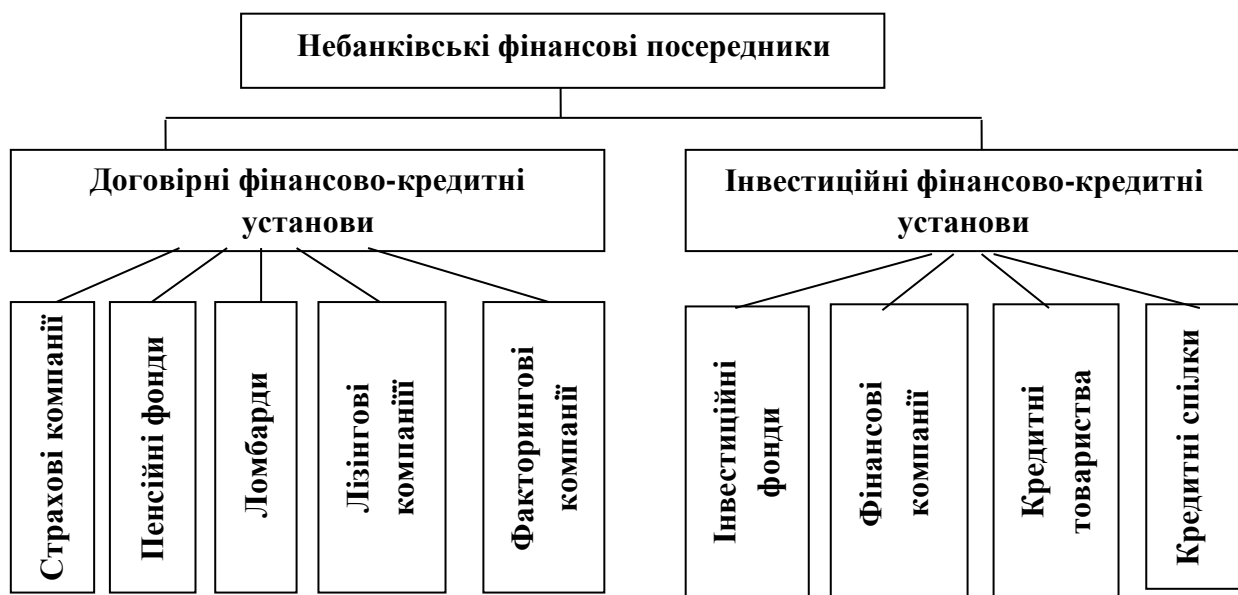 Небанківські фінансові посередники
Договірні фінансово-кредитні
установи
Інвестиційні фінансово-кредитні
установи
Страхові компанії
Пенсійні фонди
Ломбарди
Лізінгові
компаніїї
Факторингові
компанії
Інвестиційні
фонди
Фінансові
компанії
Кредитні
товариства
Кредитні спілки